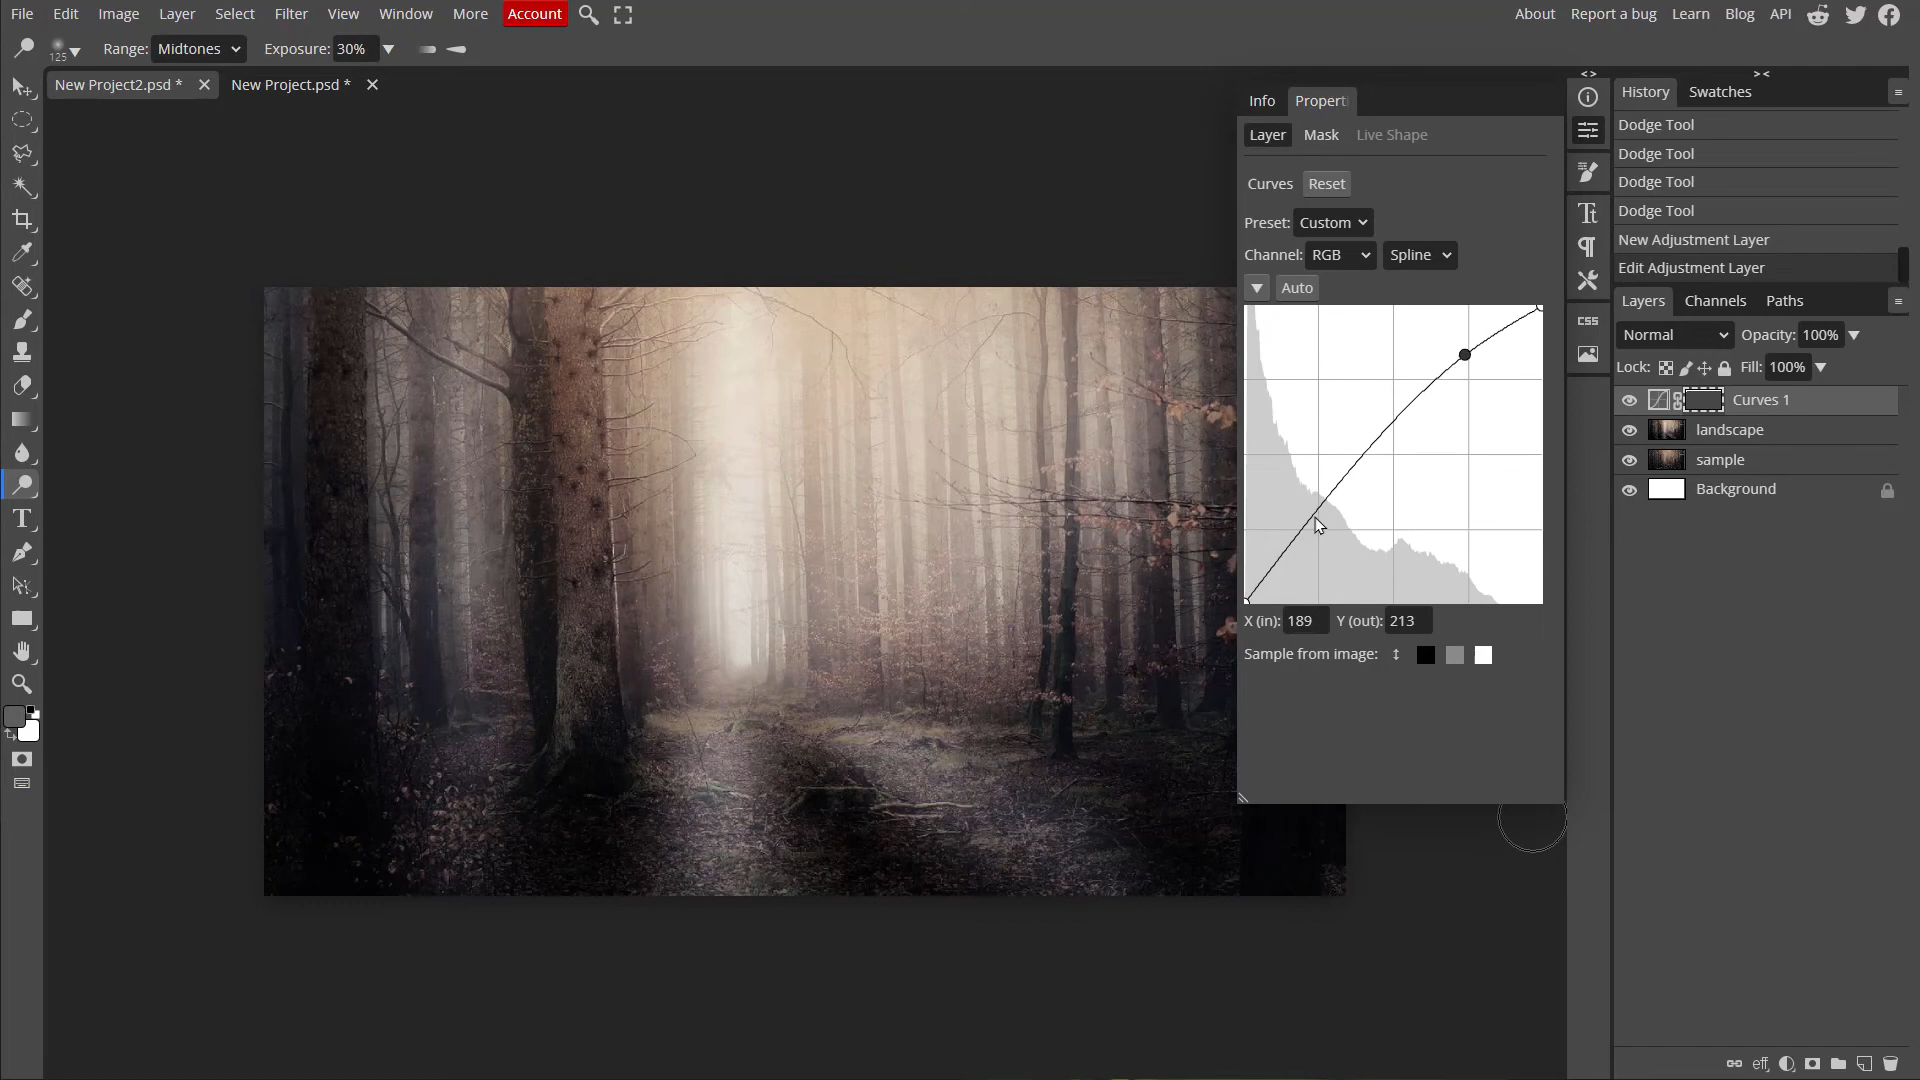 File Edit Image Layer Select Filter View Window More Account About Report a bug Learn Blog API
125 Range: Midtones Exposure: 30%
New Project2.psd * New Project.psd *
Info Propert
Layer Mask Live Shape
Curves Reset
Preset: Custom
Channel: RGB Spline
Auto
X (in): 189 Y (out): 213
Sample from image:
Tt
CSS
History Swatches
Dodge Tool
Dodge Tool
Dodge Tool
Dodge Tool
New Adjustment Layer
Edit Adjustment Layer
Layers Channels Paths
Normal Opacity: 100%
Lock: Fill: 100%
Curves 1
landscape
sample
Background
eff